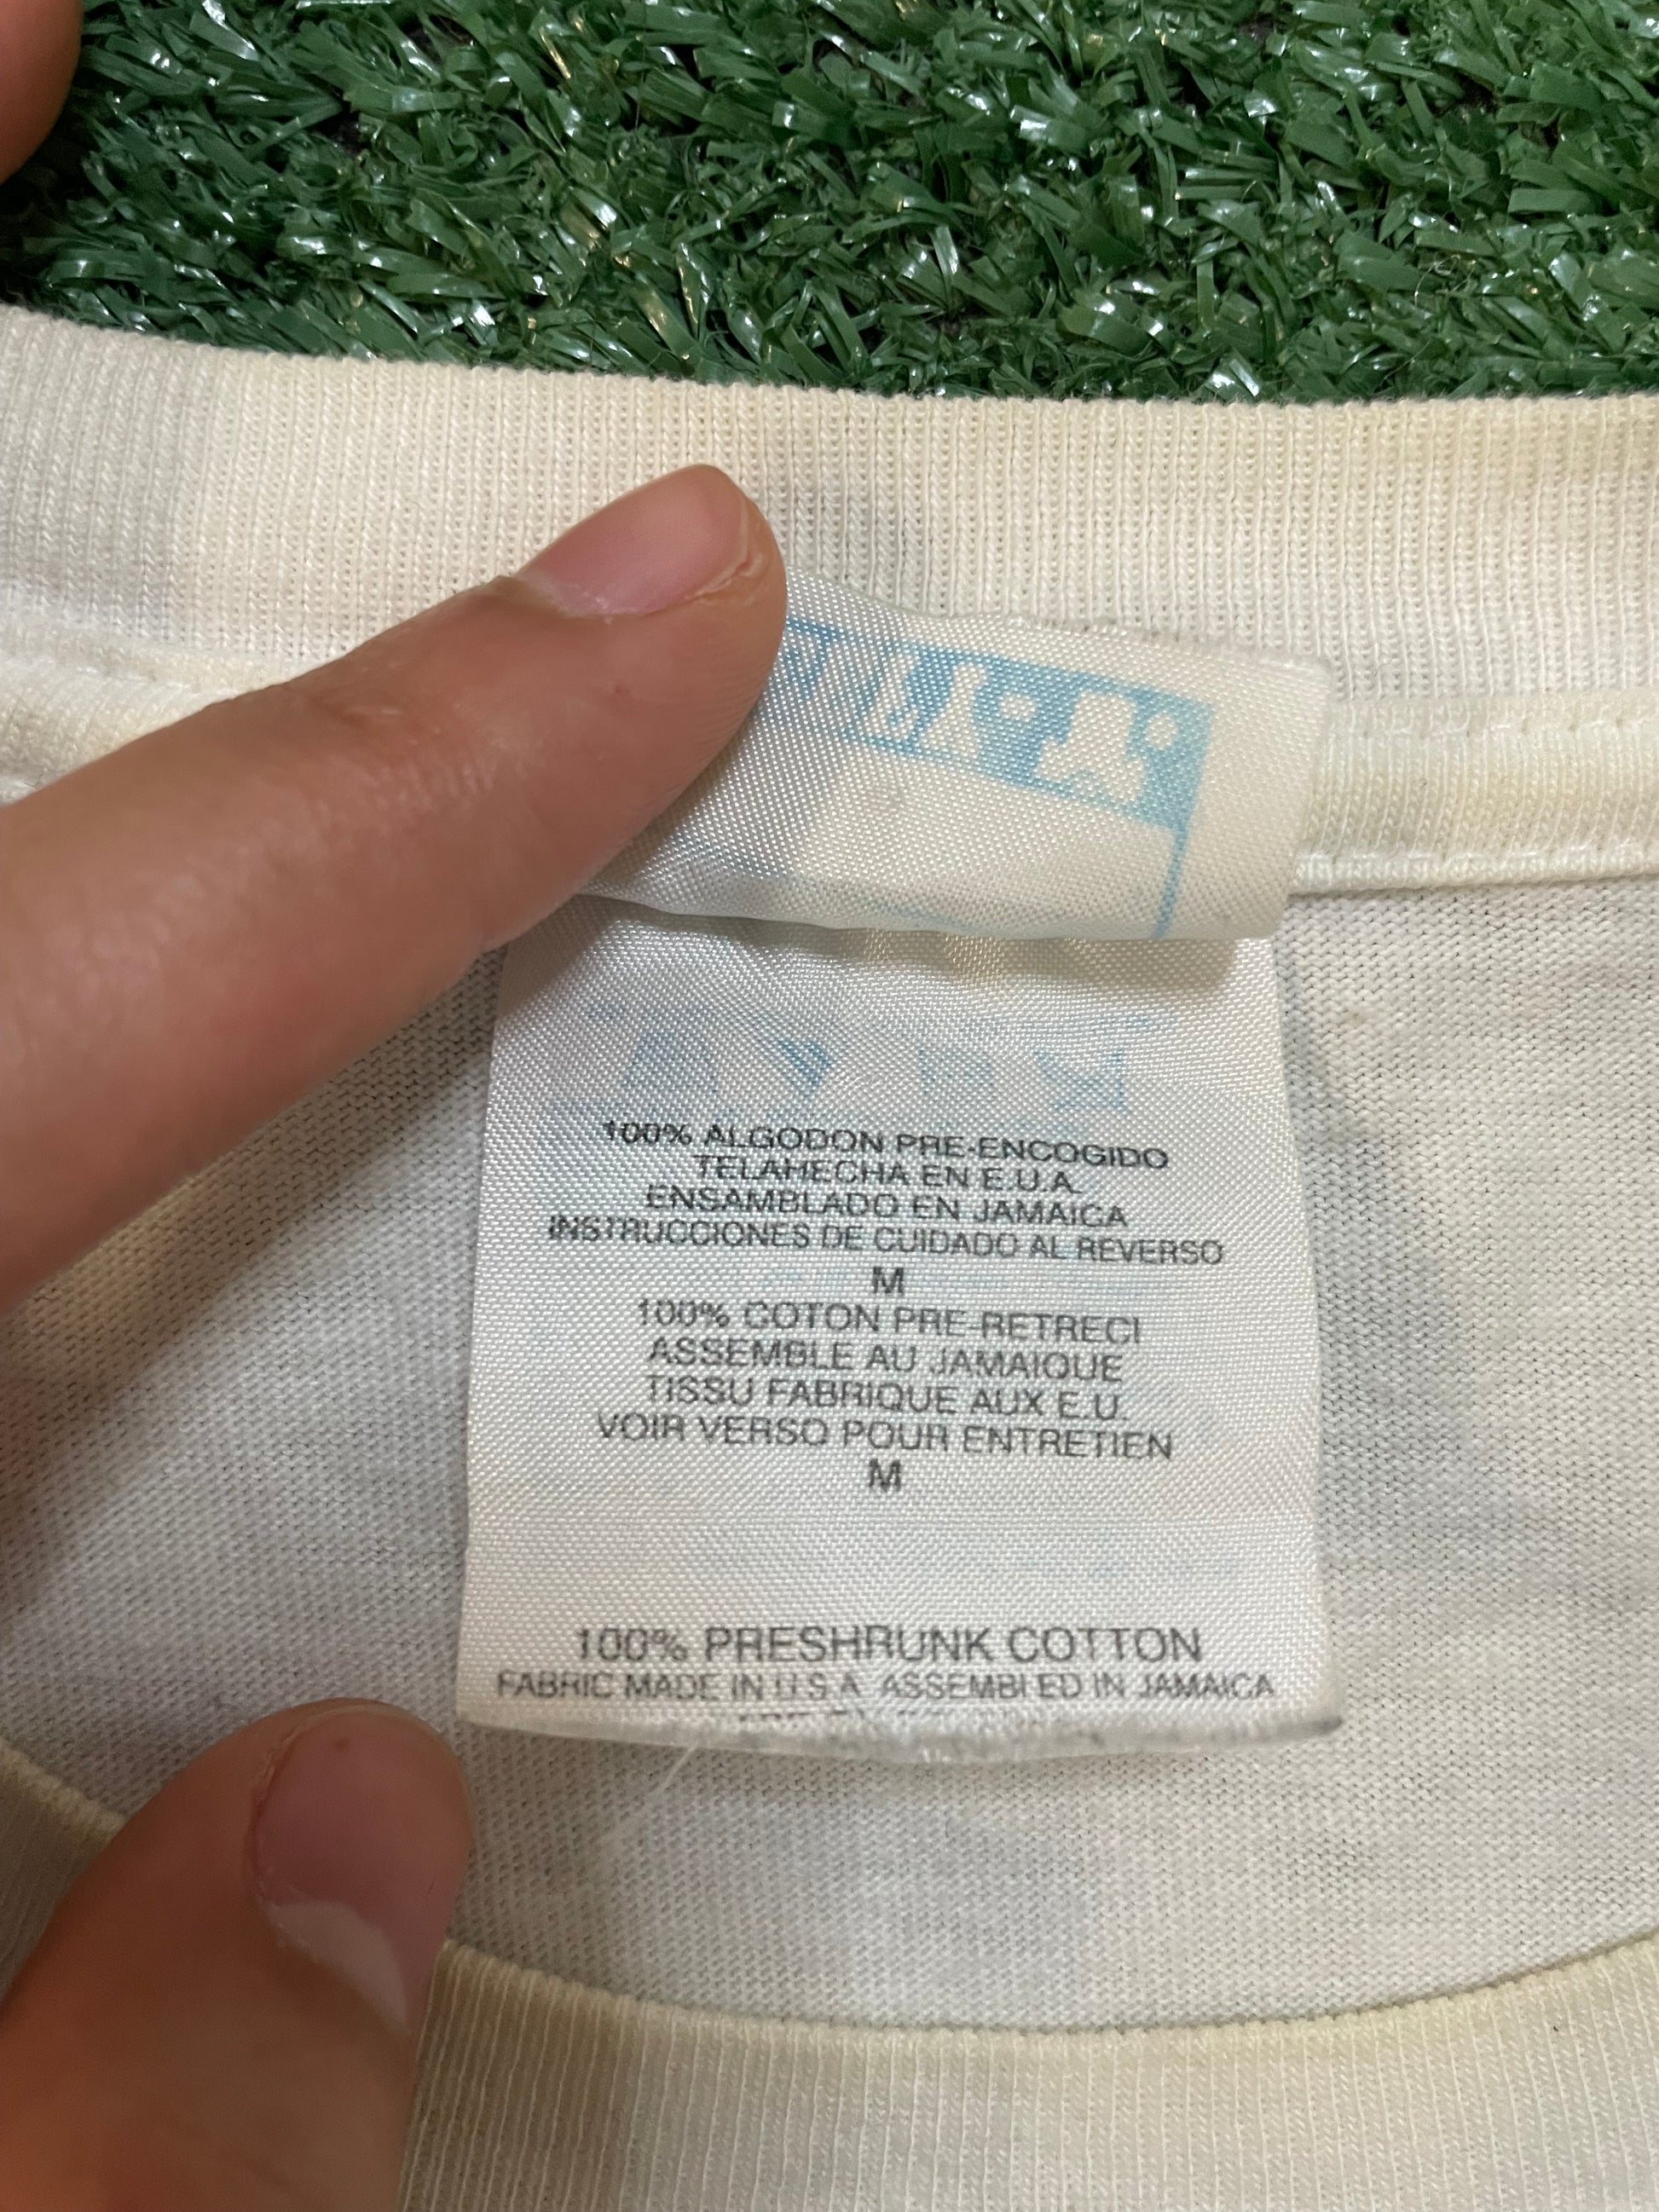 100% ALGODON PRE-ENCOGIDO
TELAHECHA EN E.U.A.
ENSAMBLADO EN JAMAICA
INSTRUCCIONES DE CUIDADO AL REVERSO
M
100% COTON PRE-RETRECI
ASSEMBLE AU JAMAIQUE
TISSU FABRIQUE AUX E.U.
VOIR VERSO POUR ENTRETIEN
M
100% PRESHRUNK COTTON
FABRIC MADE IN U.S.A. ASSEMBLED IN JAMAICA